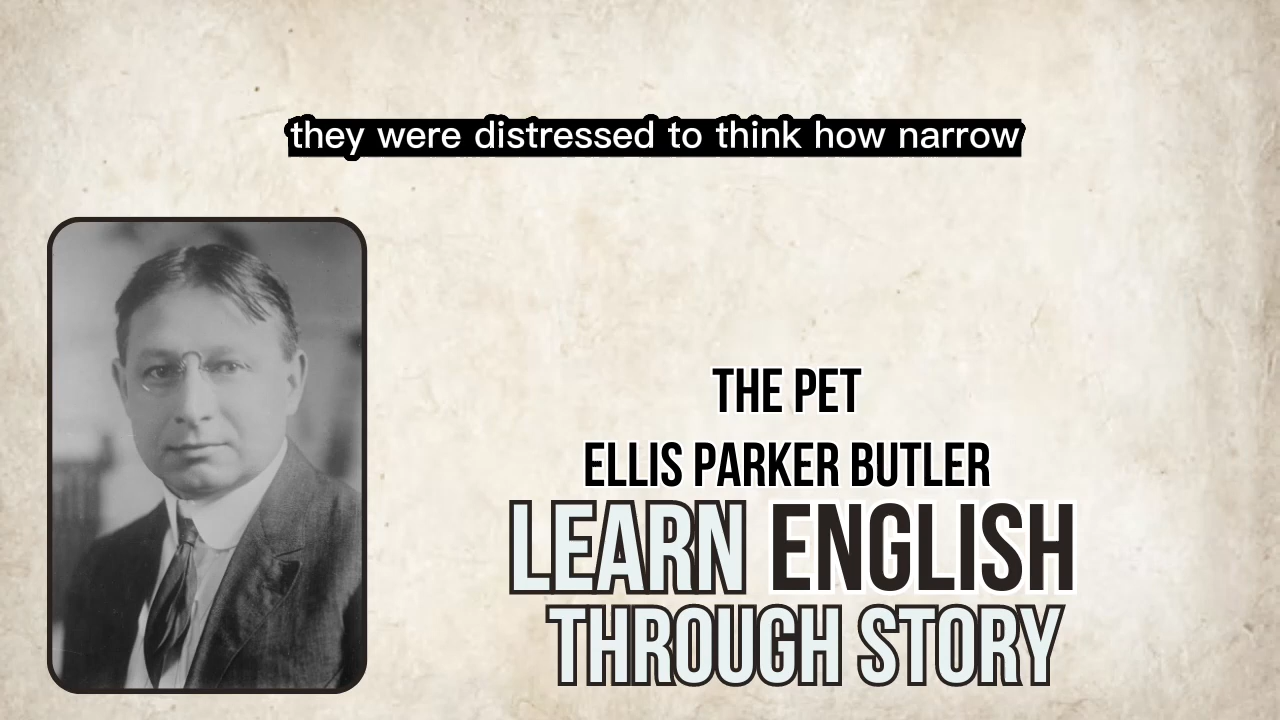 they were distressed to think how narrow
THE PET
ELLIS PARKER BUTLER
LEARN ENGLISH
THROUGH STORY